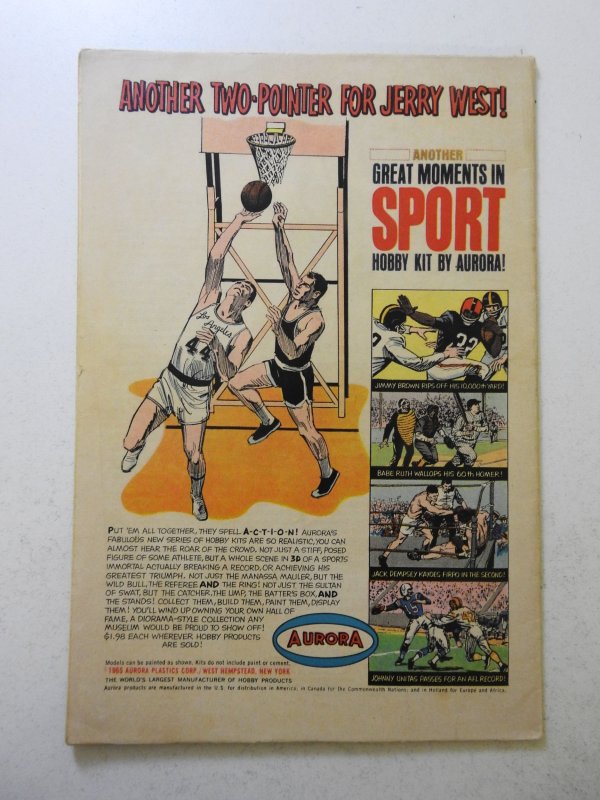 ANOTHER TWO-POINTER FOR JERRY WEST!
ANOTHER
GREAT MOMENTS IN
SPORT
HOBBY KIT BY AURORA!
Los Angeles
44
32
JIMMY BROWN RIPS OFF HIS 10,000th YARD!
BABE RUTH WALLOPS HIS 60th HOMER!
JACK DEMPSEY KAYOES FIRPO IN THE SECOND!
JOHNNY UNITAS PASSES FOR AN AFL RECORD!
PUT 'EM ALL TOGETHER, THEY SPELL A-C-T-I-O-N! AURORA'S
FABULOUS NEW SERIES OF HOBBY KITS ARE SO REALISTIC, YOU CAN
ALMOST HEAR THE ROAR OF THE CROWD. NOT JUST A STIFF, POSED
FIGURE OF SOME ATHLETE, BUT A WHOLE SCENE IN 3D OF A SPORTS
IMMORTAL ACTUALLY BREAKING A RECORD, OR ACHIEVING HIS
GREATEST TRIUMPH. NOT JUST THE MANASSA MAULER, BUT THE
WILD BULL, THE REFEREE AND THE RING! NOT JUST THE SULTAN
OF SWAT, BUT THE CATCHER, THE UMP, THE BATTER'S BOX, AND
THE STANDS! COLLECT THEM, BUILD THEM, PAINT THEM, DISPLAY
THEM! YOU'LL WIND UP OWNING YOUR OWN HALL OF
FAME, A DIORAMA-STYLE COLLECTION ANY
MUSEUM WOULD BE PROUD TO SHOW OFF!
$1.98 EACH WHEREVER HOBBY PRODUCTS
ARE SOLD!
AURORA
Models can be painted as shown. Kits do not include paint or cement.
©1965 AURORA PLASTICS CORP., WEST HEMPSTEAD, NEW YORK
THE WORLD'S LARGEST MANUFACTURER OF HOBBY PRODUCTS
Aurora products are manufactured in the U.S. for distribution in America; in Canada for the Commonwealth Nations; and in Holland for Europe and Africa.